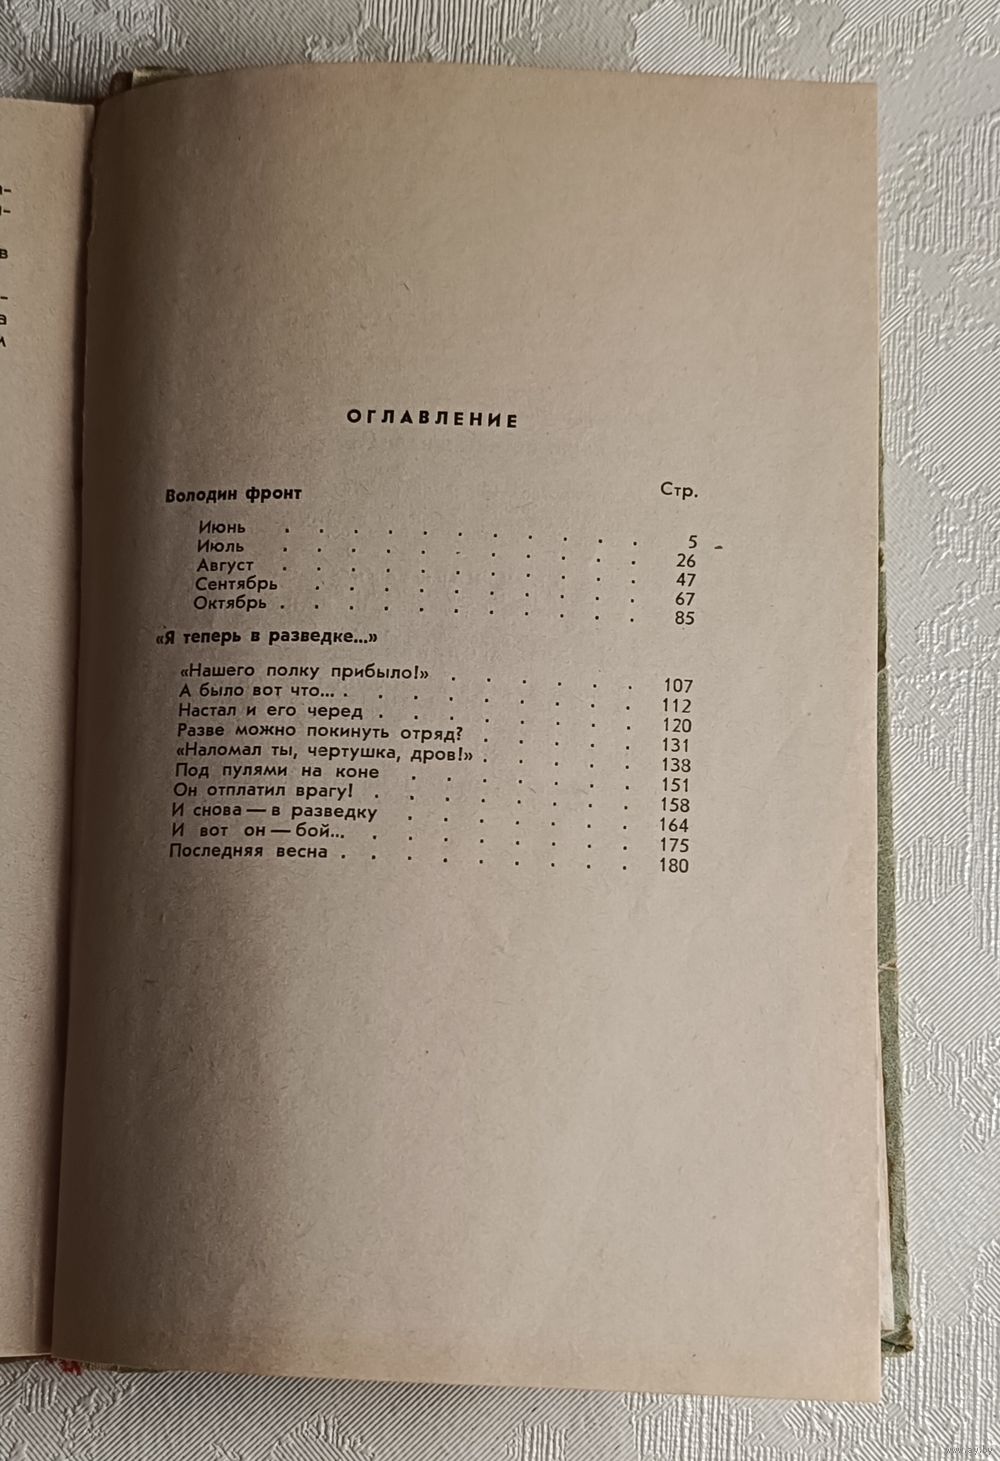 ОГЛАВЛЕНИЕ
Володин фронт Стр.
Июнь . . . . . . . . . . . 5
Июль . . . . . . . . . . . 26
Август . . . . . . . . . . . 47
Сентябрь . . . . . . . . . . 67
Октябрь . . . . . . . . . . . 85
«Я теперь в разведке...»
«Нашего полку прибыло!» . . . . . . 107
А было вот что... . . . . . . . . . 112
Настал и его черед . . . . . . . . 120
Разве можно покинуть отряд? . . . . . 131
«Наломал ты, чертушка, дров!» . . . . . 138
Под пулями на коне . . . . . . . 151
Он отплатил врагу! . . . . . . . . 158
И снова — в разведку . . . . . . . 164
И вот он — бой... . . . . . . . . 175
Последняя весна . . . . . . . . . 180